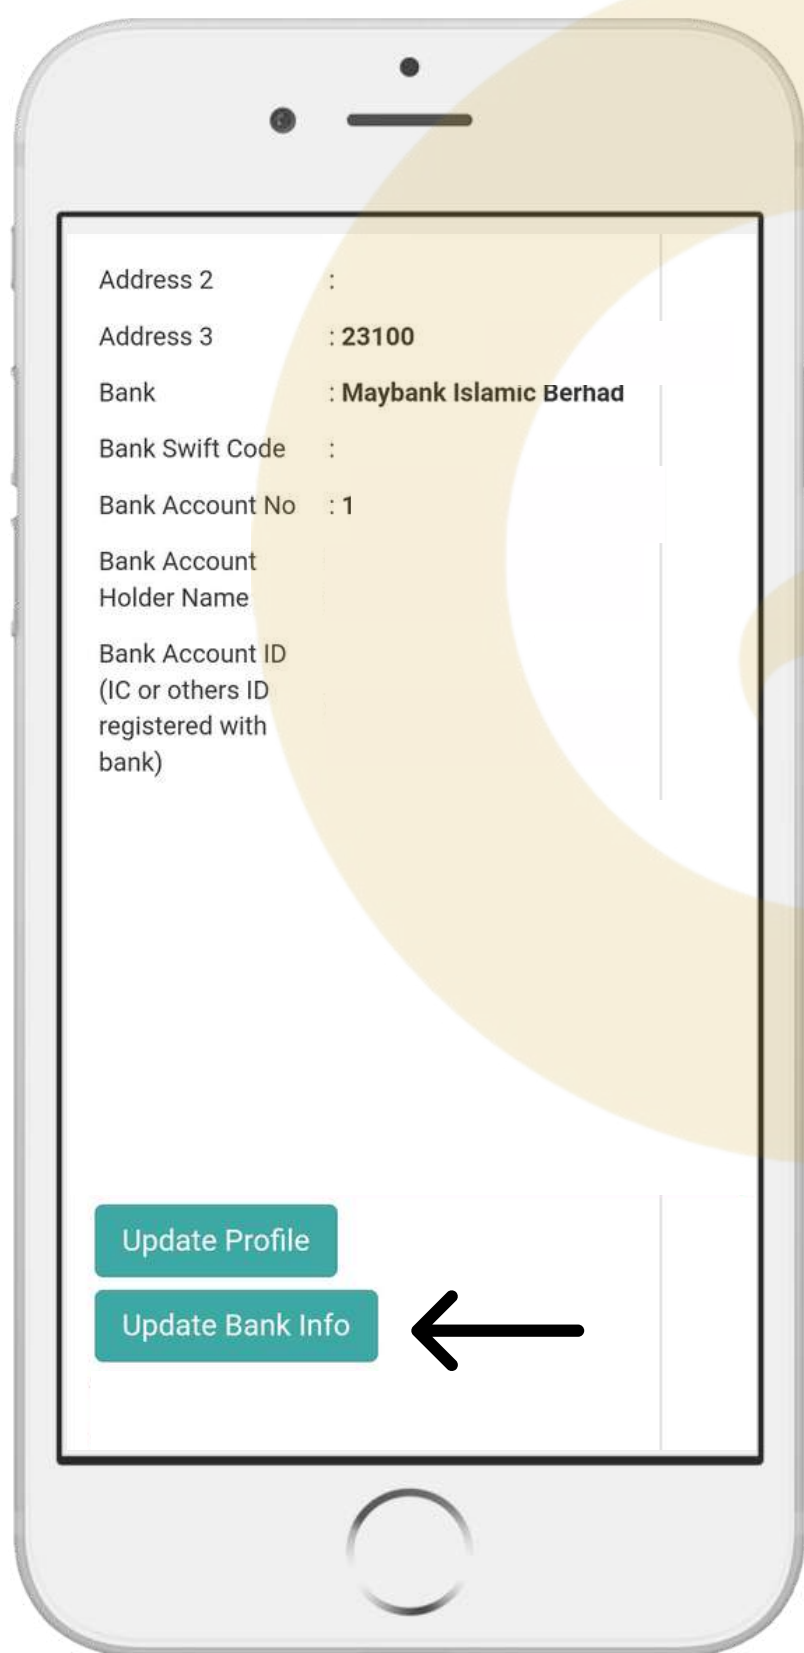 Address 2 :
Address 3 : 23100
Bank : Maybank Islamic Berhad
Bank Swift Code :
Bank Account No : 1
Bank Account
Holder Name
Bank Account ID
(IC or others ID
registered with
bank)
Update Profile
Update Bank Info